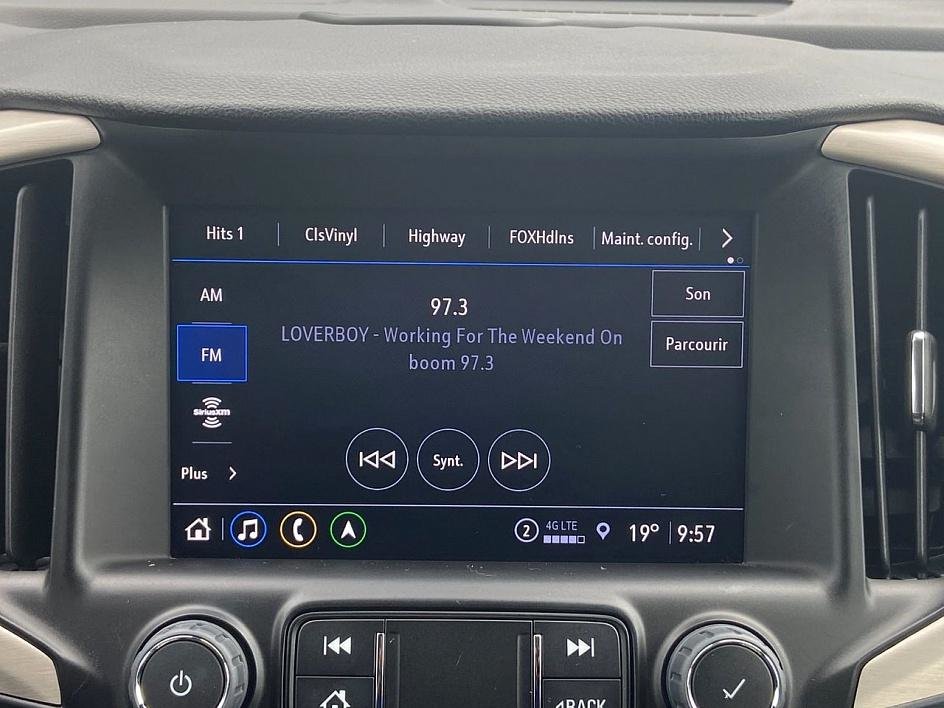 Hits 1 ClsVinyl Highway FOXHdlns Maint. config.
AM
97.3
Son
LOVERBOY - Working For The Weekend On
boom 97.3
Parcourir
FM
SiriusXM
Synt.
Plus
2 4G LTE 19° 9:57
BACK